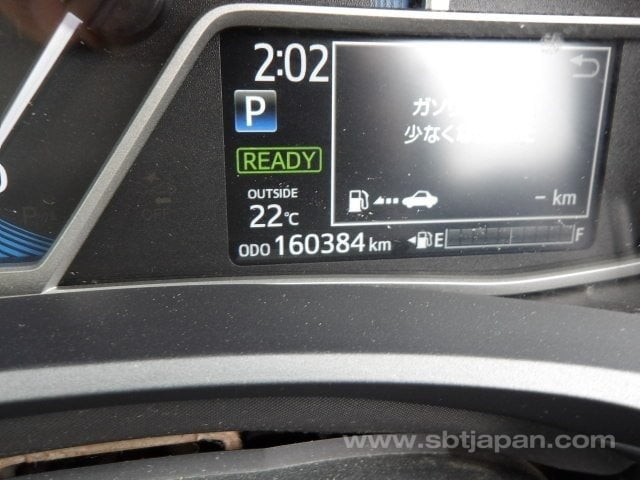 2:02
P
READY
OUTSIDE
22°C
ODO 160384 km
ガソ
少なく
- km
E F
www.sbtjapan.com